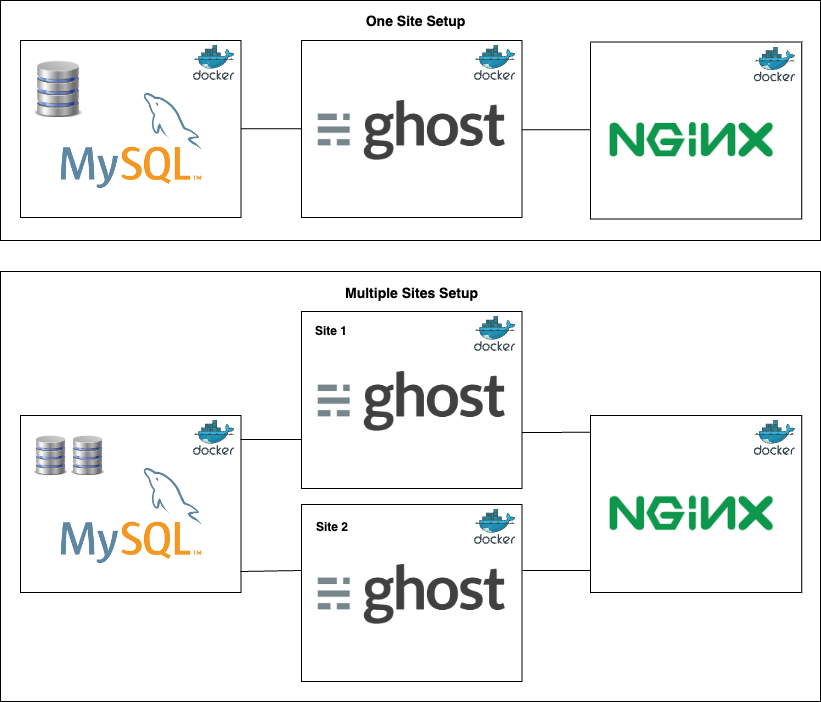 One Site Setup
docker
MySQL™
docker
ghost
docker
NGINX
Multiple Sites Setup
Site 1
docker
ghost
docker
MySQL™
docker
NGINX
Site 2
docker
ghost